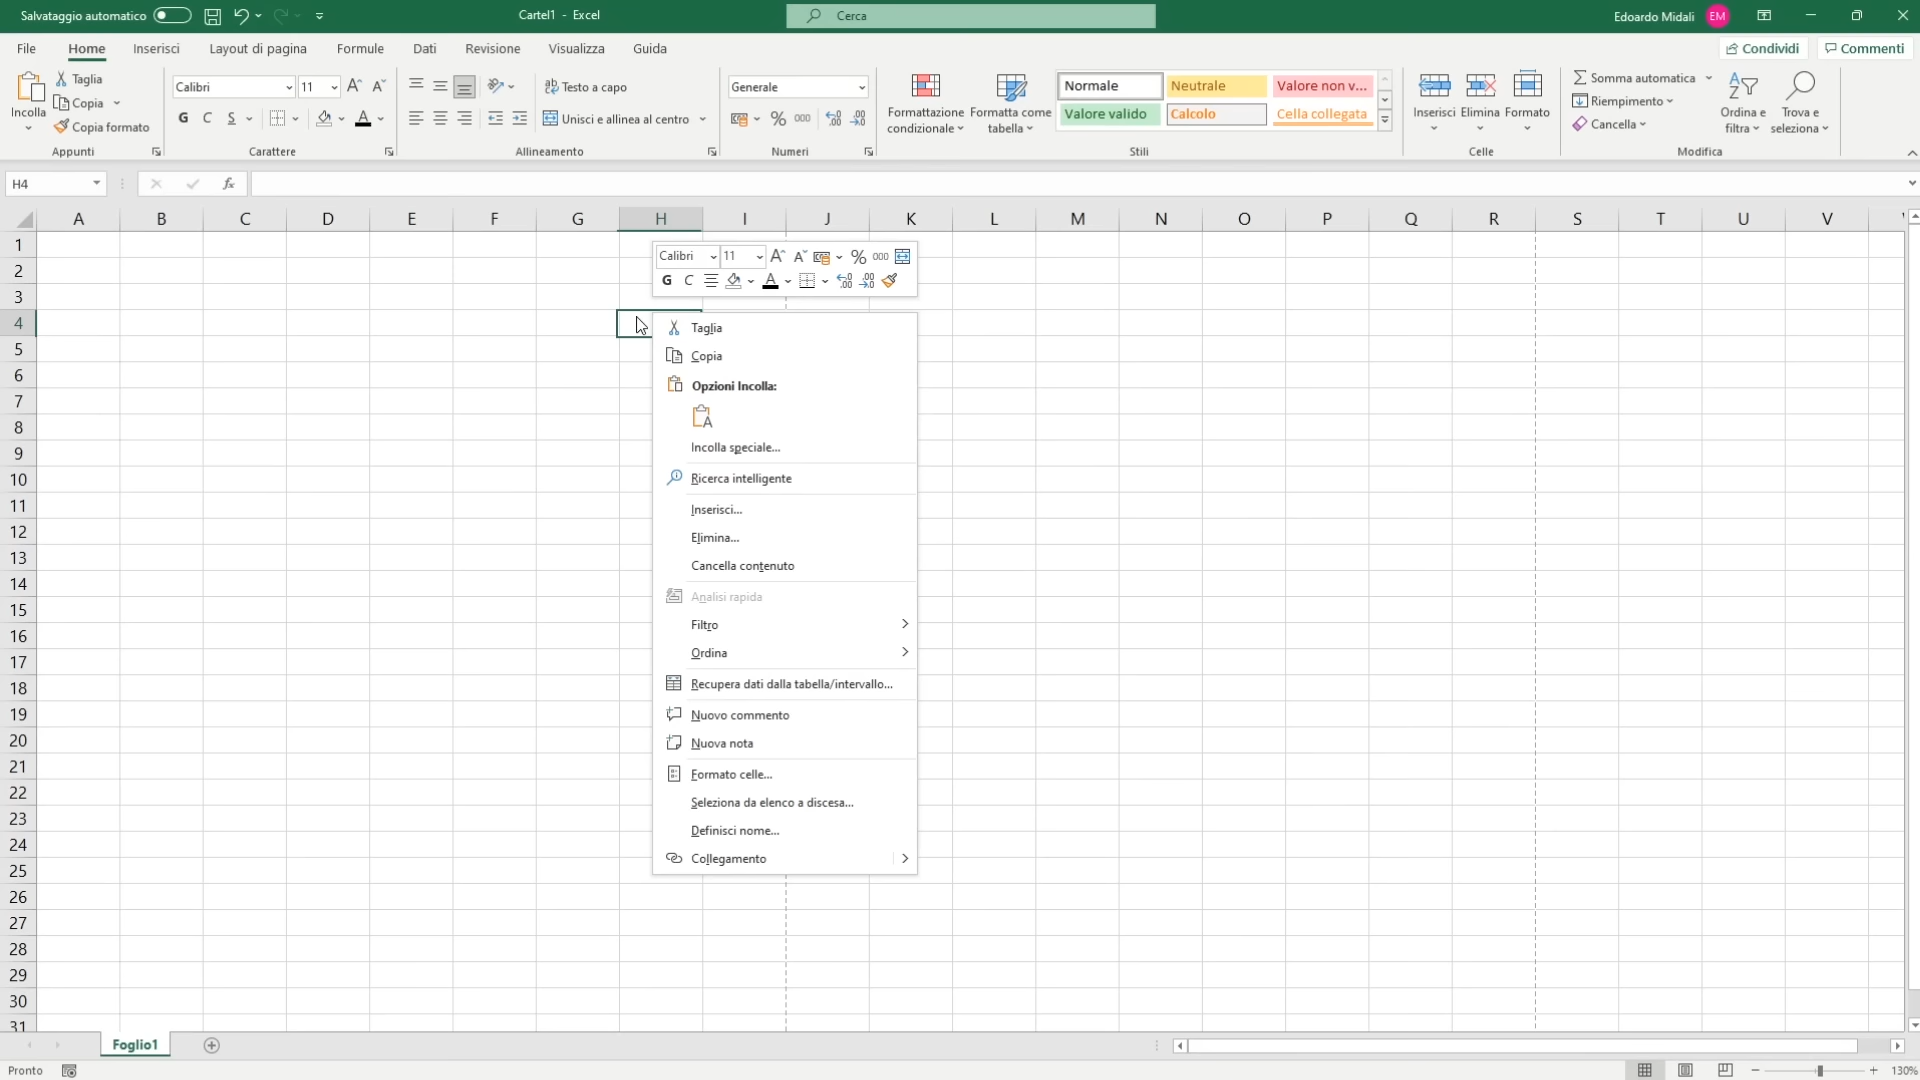 Salvataggio automatico
Cartel1 - Excel
Cerca
Edoardo Midali EM
File Home Inserisci Layout di pagina Formule Dati Revisione Visualizza Guida
Condividi Commenti
Incolla
Taglia
Copia
Copia formato
Appunti
Calibri 11
G C S A
Carattere
Testo a capo
Unisci e allinea al centro
Allineamento
Generale
% 000
Numeri
Formattazione condizionale
Formatta come tabella
Normale Neutrale Valore non v...
Valore valido Calcolo Cella collegata
Stili
Inserisci Elimina Formato
Celle
Somma automatica
Riempimento
Cancella
Ordina e filtra
Trova e seleziona
Modifica
H4
fx
A B C D E F G H I J K L M N O P Q R S T U V
1
2
3
4
5
6
7
8
9
10
11
12
13
14
15
16
17
18
19
20
21
22
23
24
25
26
27
28
29
30
31
Calibri 11 % 000
G C A
Taglia
Copia
Opzioni Incolla:
Incolla speciale...
Ricerca intelligente
Inserisci...
Elimina...
Cancella contenuto
Analisi rapida
Filtro
Ordina
Recupera dati dalla tabella/intervallo...
Nuovo commento
Nuova nota
Formato celle...
Seleziona da elenco a discesa...
Definisci nome...
Collegamento
Foglio1
Pronto
130%